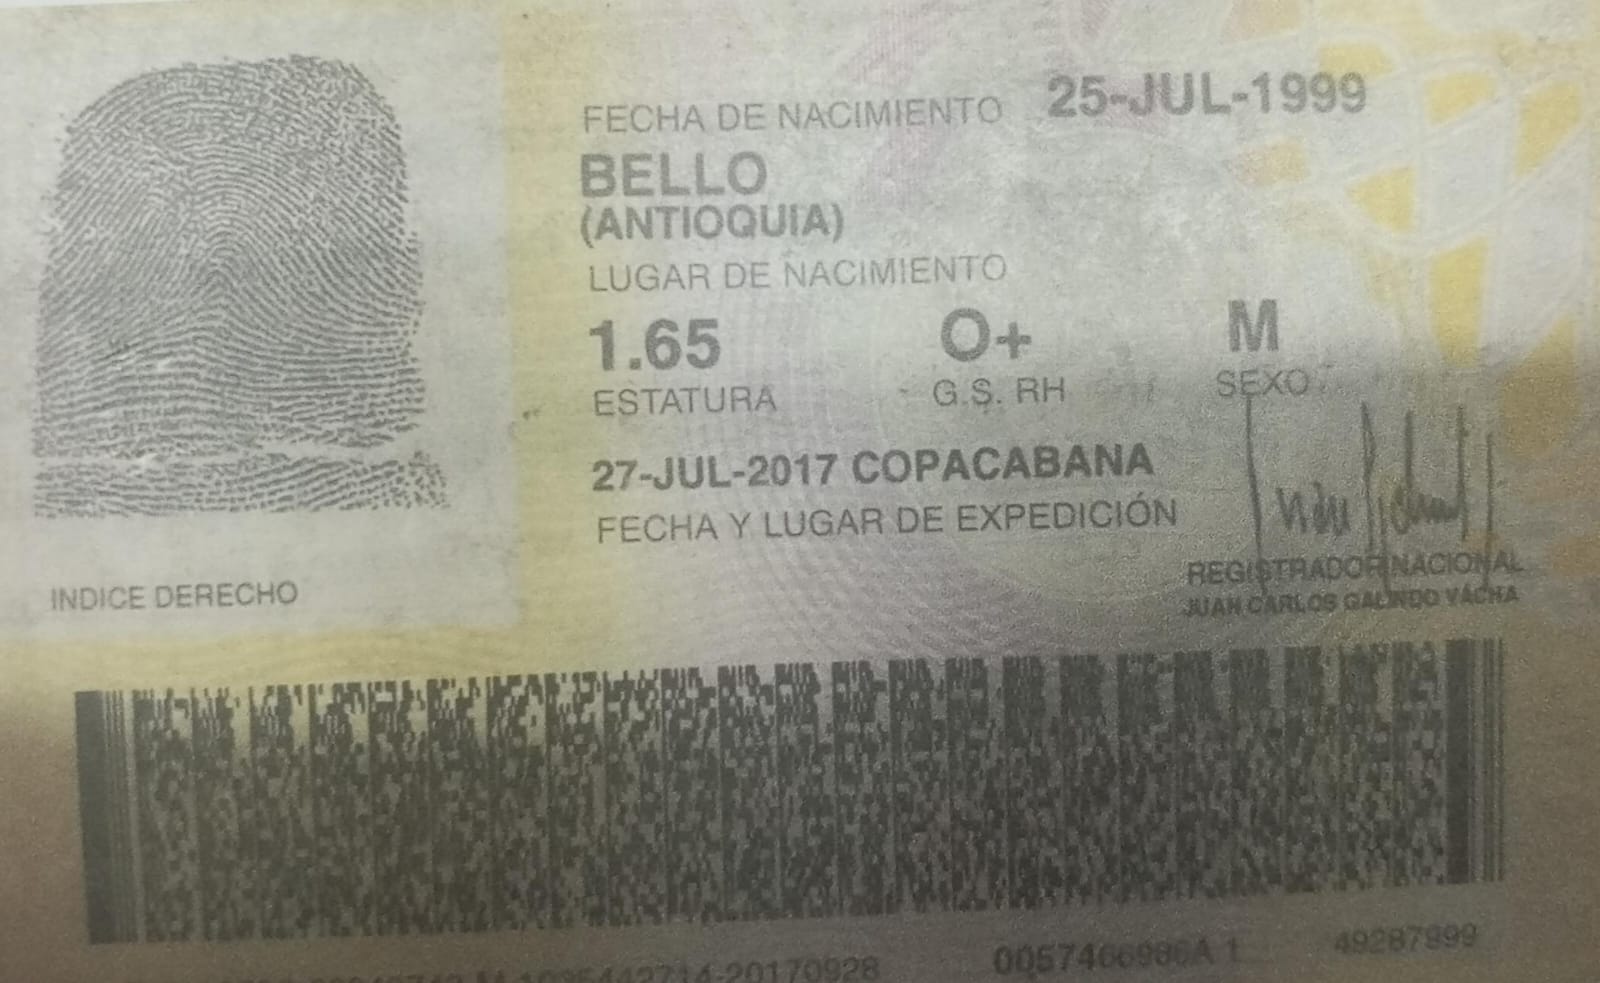 FECHA DE NACIMIENTO 25-JUL-1999
BELLO
(ANTIOQUIA)
LUGAR DE NACIMIENTO
1.65 O+ M
ESTATURA G.S. RH SEXO
27-JUL-2017 COPACABANA
FECHA Y LUGAR DE EXPEDICIÓN
REGISTRADOR NACIONAL
INDICE DERECHO
JUAN CARLOS GALINDO VÁCHA
49287999